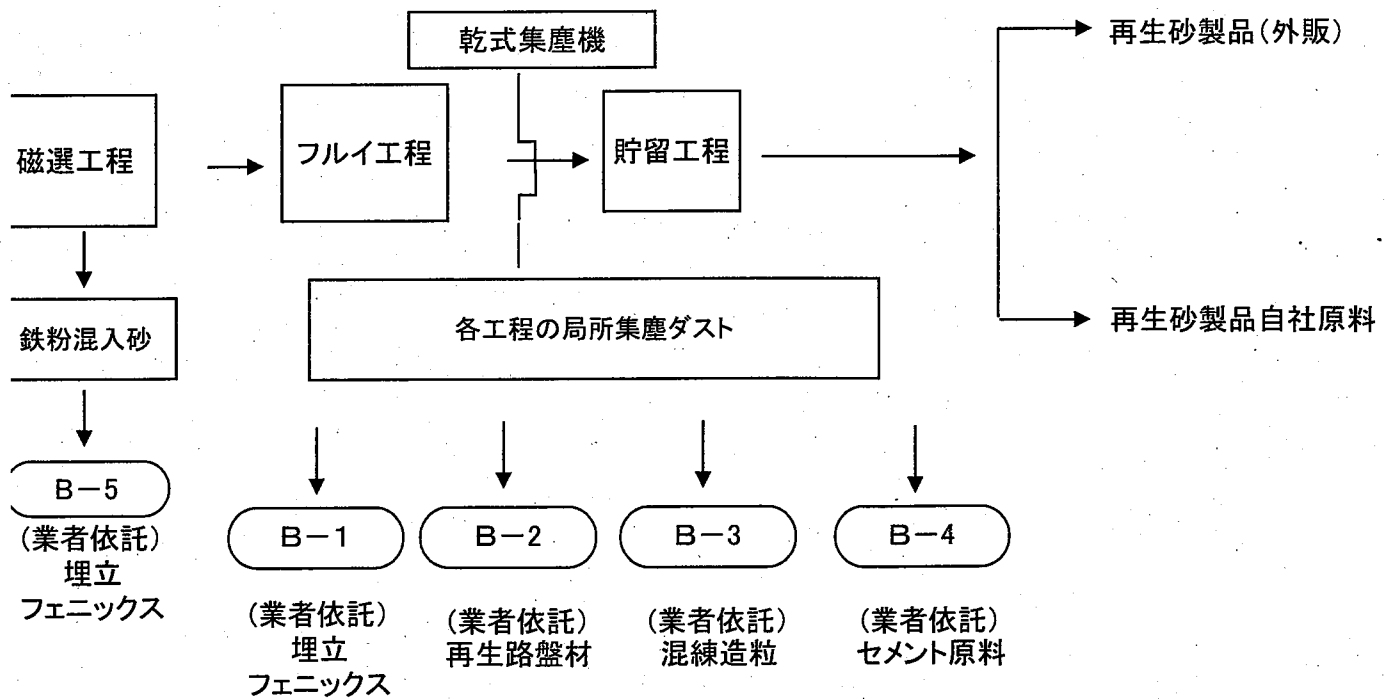 乾式集塵機
再生砂製品(外販)
磁選工程
フルイ工程
貯留工程
鉄粉混入砂
各工程の局所集塵ダスト
再生砂製品自社原料
B-5
(業者依託)
埋立
フェニックス
B-1
(業者依託)
埋立
フェニックス
B-2
(業者依託)
再生路盤材
B-3
(業者依託)
混練造粒
B-4
(業者依託)
セメント原料